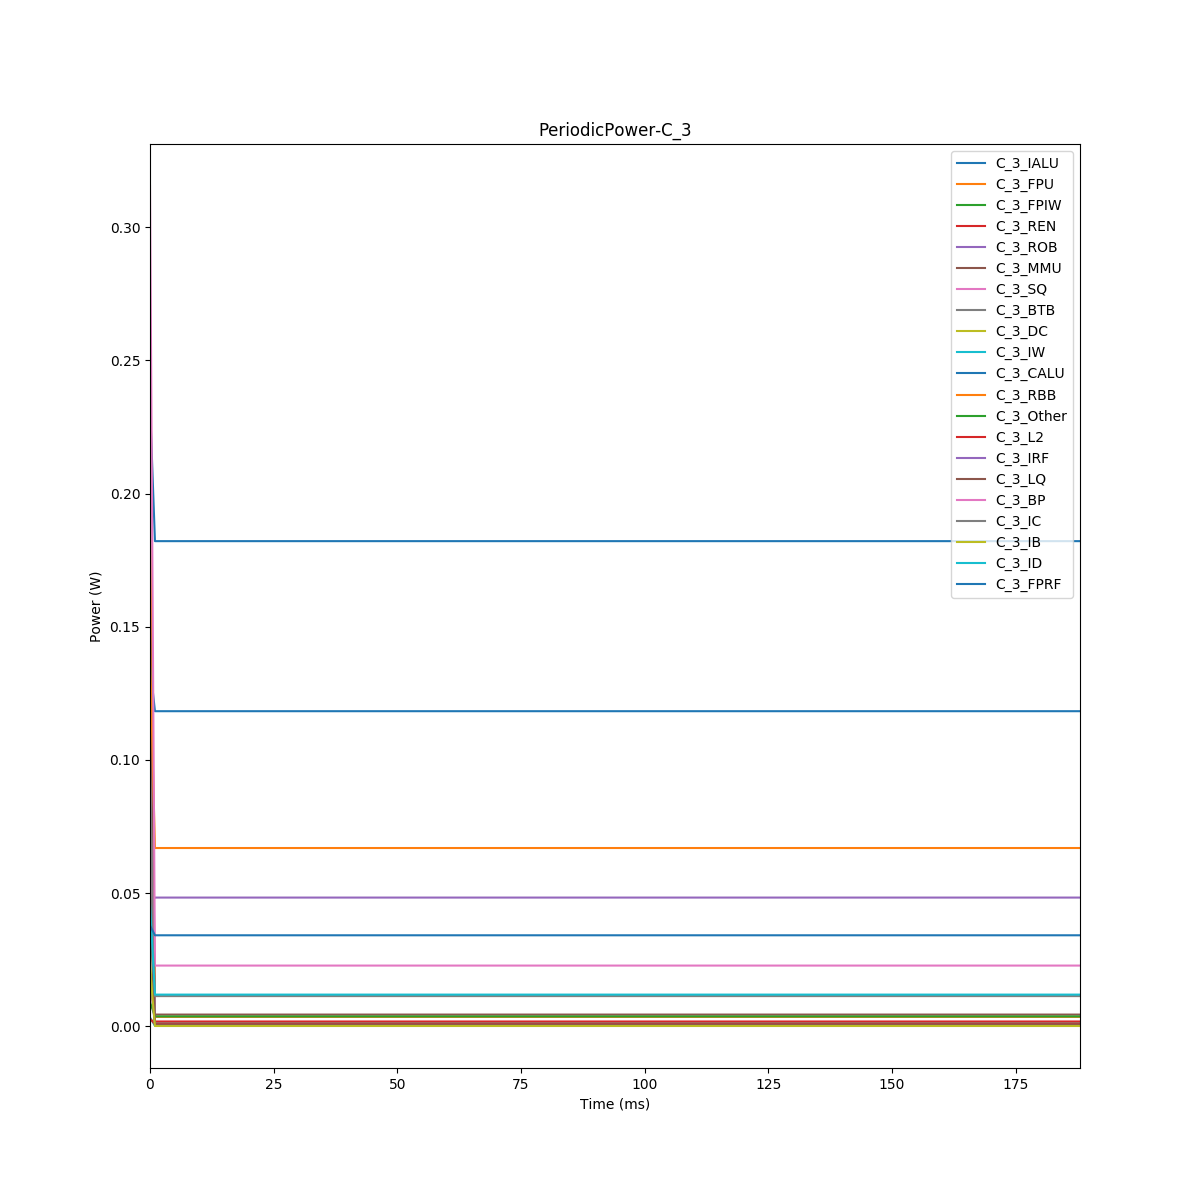 PeriodicPower-C_3
C_3_IALU
C_3_FPU
C_3_FPIW
C_3_REN
C_3_ROB
C_3_MMU
C_3_SQ
C_3_BTB
C_3_DC
C_3_IW
C_3_CALU
C_3_RBB
C_3_Other
C_3_L2
C_3_IRF
C_3_LQ
C_3_BP
C_3_IC
C_3_IB
C_3_ID
C_3_FPRF
0.30
0.25
0.20
0.15
0.10
0.05
0.00
Power (W)
0 25 50 75 100 125 150 175
Time (ms)